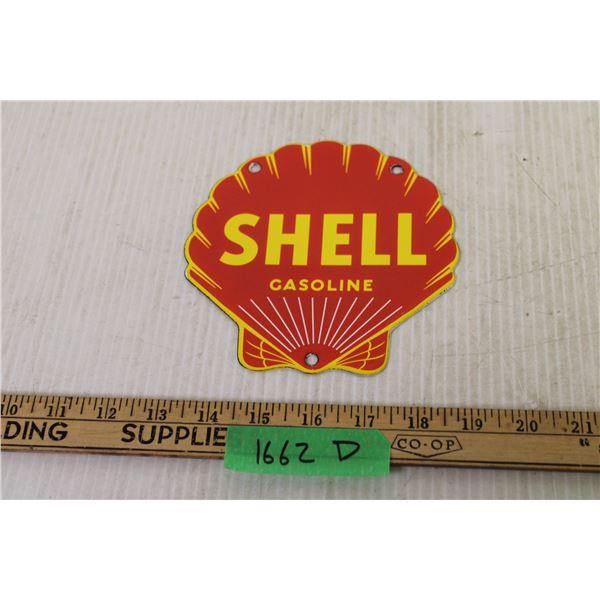 SHELL
GASOLINE
10 11 12 13 14 15 16 17 18 19 20 21
DING SUPPLIE CO-OP
1662 D